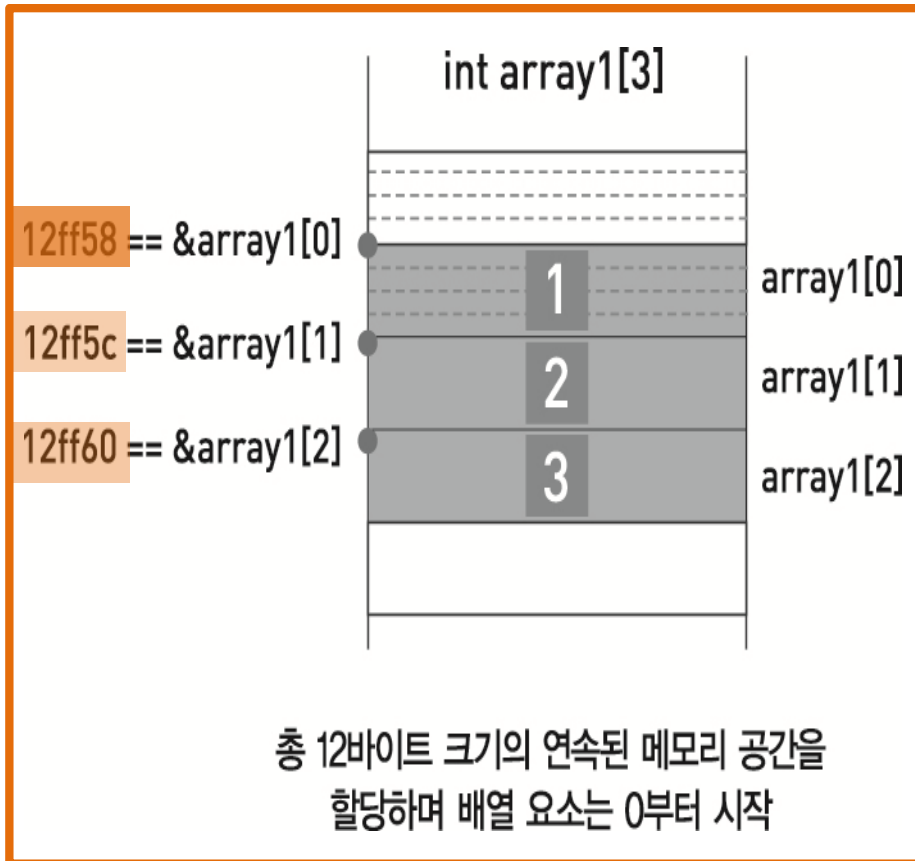 int array1[3]
12ff58 == &array1[0]
1
array1[0]
12ff5c == &array1[1]
2
array1[1]
12ff60 == &array1[2]
3
array1[2]
총 12바이트 크기의 연속된 메모리 공간을
할당하며 배열 요소는 0부터 시작